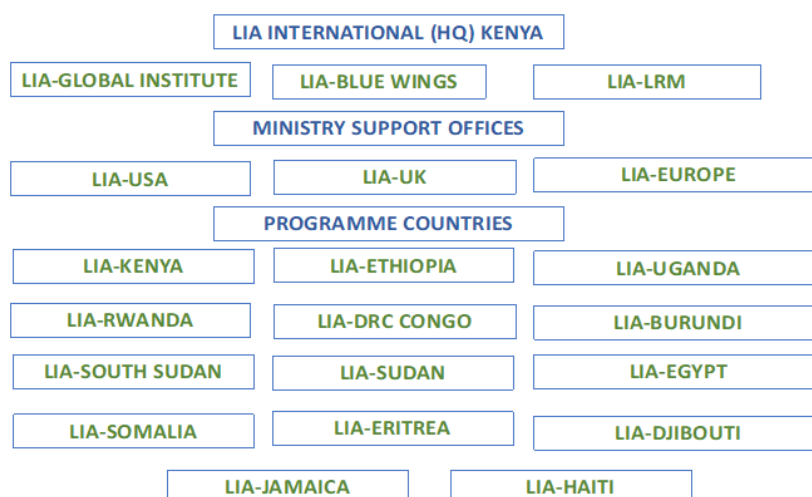 LIA INTERNATIONAL (HQ) KENYA
LIA-GLOBAL INSTITUTE
LIA-BLUE WINGS
LIA-LRM
MINISTRY SUPPORT OFFICES
LIA-USA
LIA-UK
LIA-EUROPE
PROGRAMME COUNTRIES
LIA-KENYA
LIA-ETHIOPIA
LIA-UGANDA
LIA-RWANDA
LIA-DRC CONGO
LIA-BURUNDI
LIA-SOUTH SUDAN
LIA-SUDAN
LIA-EGYPT
LIA-SOMALIA
LIA-ERITREA
LIA-DJIBOUTI
LIA-JAMAICA
LIA-HAITI